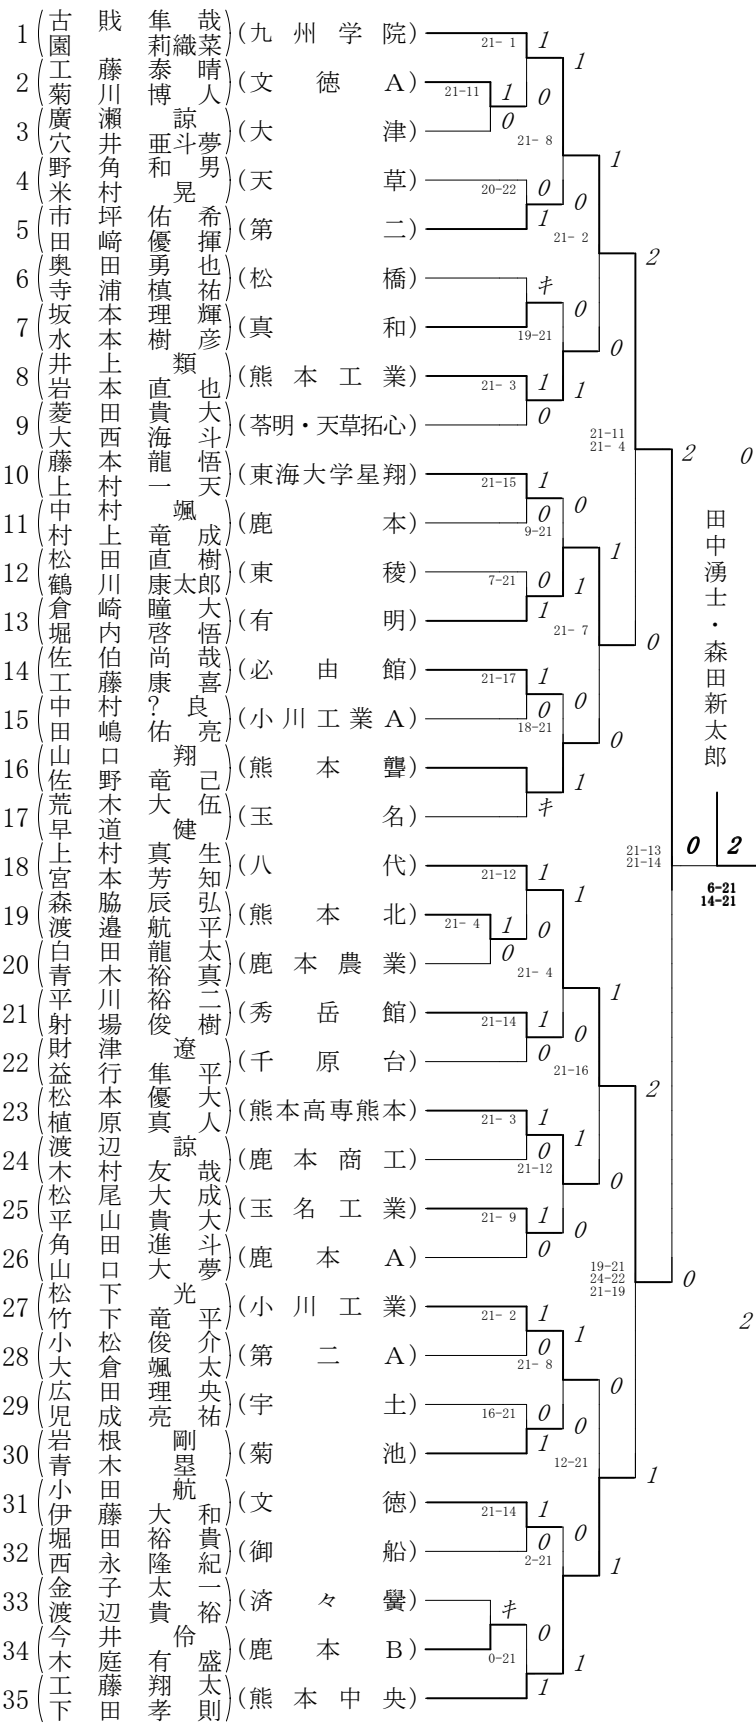 1 古財隼哉 園莉織菜 (九州学院)
2 工藤泰晴 菊川博人 (文徳A)
3 廣瀬諒 穴井亜斗夢 (大津)
4 野角和男 米村晃 (天草)
5 市坪佑希 田﨑優揮 (第二)
6 奥田勇也 寺浦槙祐 (松橋)
7 坂本理輝 水本樹彦 (真和)
8 井上類 岩本直也 (熊本工業)
9 菱田貴大 大西海斗 (苓明・天草拓心)
10 藤本龍悟 上村一天 (東海大学星翔)
11 中村颯 村上竜成 (鹿本)
12 松田直樹 鶴川康太郎 (東稜)
13 倉崎瞳大 堀内啓悟 (有明)
14 佐伯尚哉 工藤康喜 (必由館)
15 中村?良 田嶋佑亮 (小川工業A)
16 山口翔 佐野竜己 (熊本聾)
17 荒木大伍 早道健 (玉名)
18 上村真生 宮本芳知 (八代)
19 森脇辰弘 渡邉航平 (熊本北)
20 白田龍太 青木裕真 (鹿本農業)
21 平川裕二 射場俊樹 (秀岳館)
22 財津遼 益行隼平 (千原台)
23 松本優大 植原真人 (熊本高専熊本)
24 渡辺諒 木村友哉 (鹿本商工)
25 松尾大成 平山貴大 (玉名工業)
26 角田進斗 山口大夢 (鹿本A)
27 松下光 竹下竜平 (小川工業)
28 小松俊介 大倉颯太 (第二A)
29 広田理央 児成亮祐 (宇土)
30 岩根剛 青木塁 (菊池)
31 小田航 伊藤大和 (文徳)
32 堀田裕貴 西永隆紀 (御船)
33 金子太一 渡辺貴裕 (済々黌)
34 今井伶 木庭有盛 (鹿本B)
35 工藤翔太 下田孝則 (熊本中央)
21- 1 1 0
21-11 1 0
21- 8 1 0
20-22 0 1
21- 2 1 0
キ
19-21 0 1
21- 3 1 0
21-11
21- 4 2 0
21-15 1 0
9-21 0 1
7-21 0 1
21- 7 1 0
21-17 1 0
18-21 0 1
キ
21-13
21-14 2 0
21-12 1 0
21- 4 1 0
21- 4 1 0
21-14 1 0
21-16 1 0
21- 3 1 0
21-12 1 0
21- 9 1 0
19-21
24-22
21-19 2 1
21- 2 1 0
21- 8 1 0
16-21 0 1
12-21 0 1
21-14 1 0
2-21 0 1
キ
0-21 0 1
田中湧士・森田新太郎
0 2
6-21
14-21
0
2